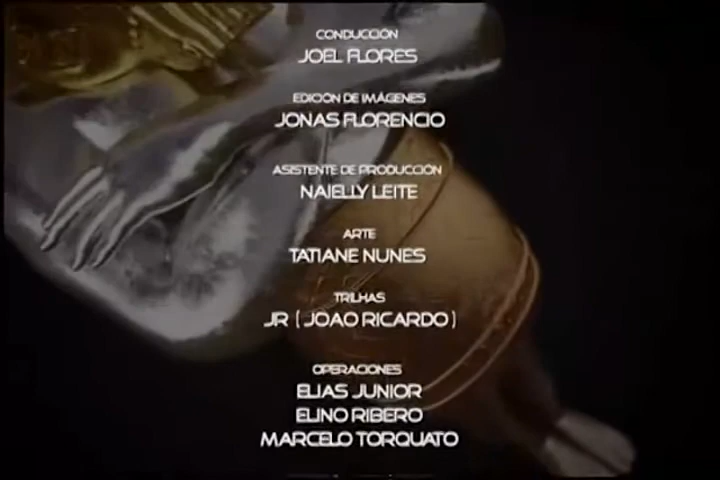 CONDUCCIÓN
JOEL FLORES
EDICIÓN DE IMÁGENES
JONAS FLORENCIO
ASISTENTE DE PRODUCCIÓN
NAIELLY LEITE
ARTE
TATIANE NUNES
TRILHAS
JR ( JOAO RICARDO )
OPERACIONES
ELIAS JUNIOR
ELINO RIBERO
MARCELO TORQUATO